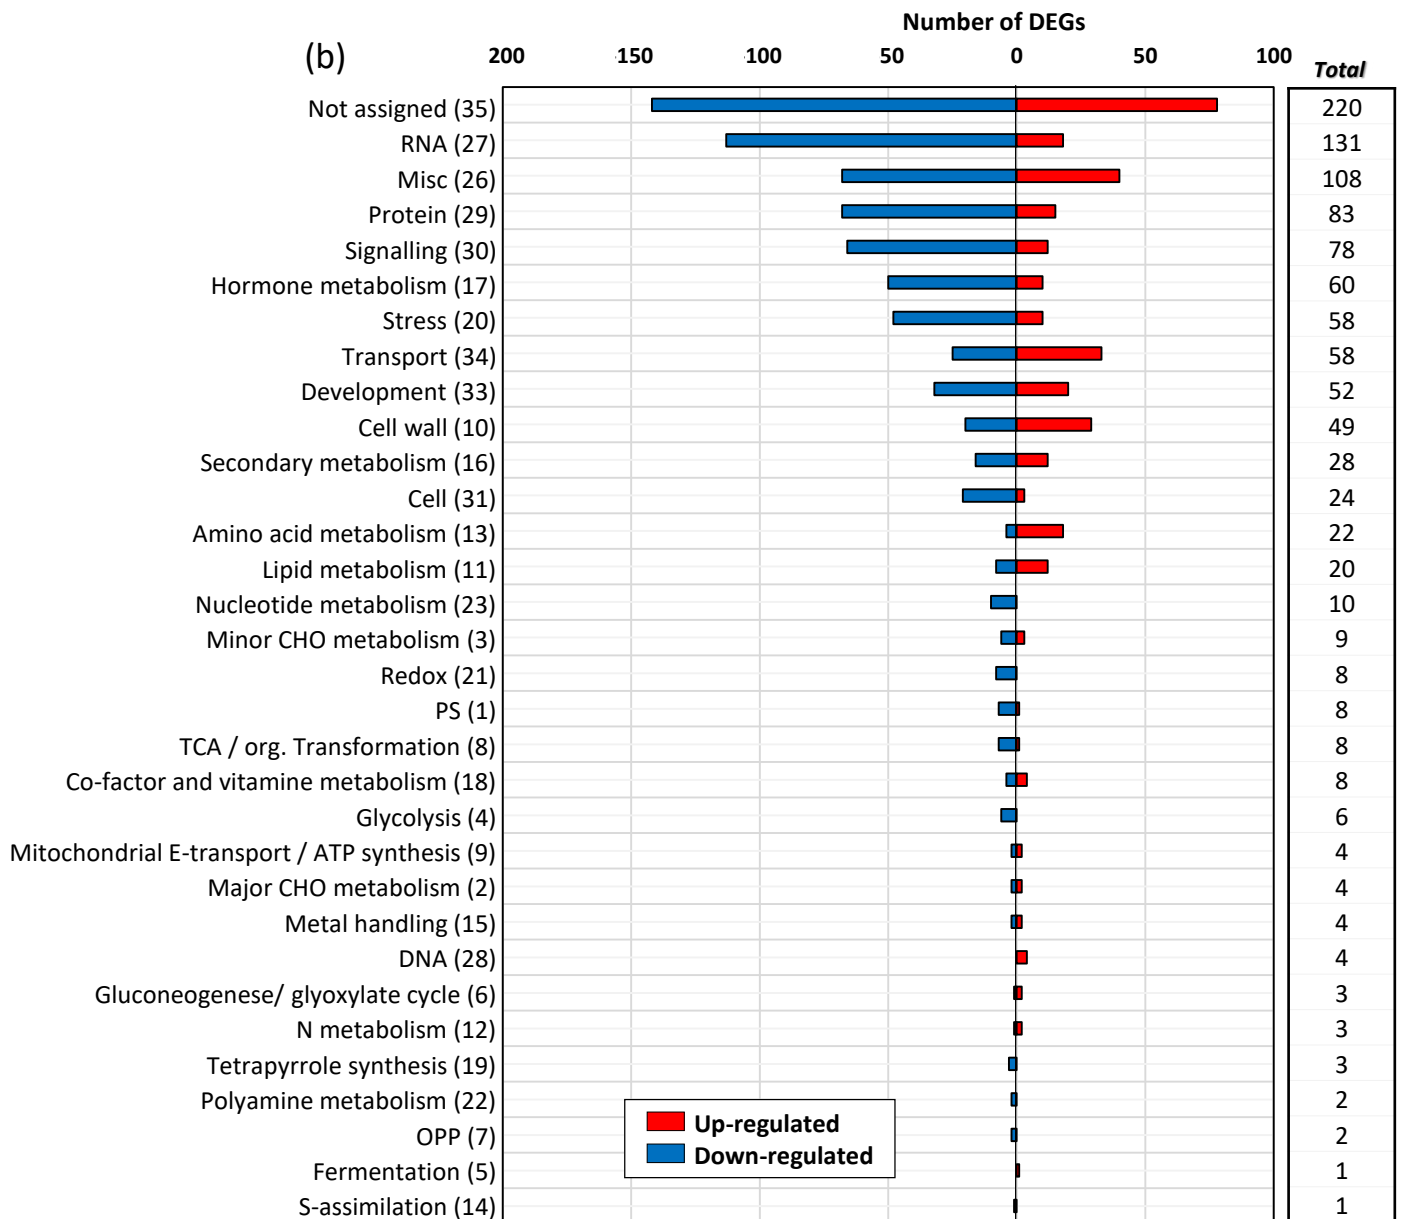 Number of DEGs
(b)
200 150 100 50 0 50 100
Total
Not assigned (35) 220
RNA (27) 131
Misc (26) 108
Protein (29) 83
Signalling (30) 78
Hormone metabolism (17) 60
Stress (20) 58
Transport (34) 58
Development (33) 52
Cell wall (10) 49
Secondary metabolism (16) 28
Cell (31) 24
Amino acid metabolism (13) 22
Lipid metabolism (11) 20
Nucleotide metabolism (23) 10
Minor CHO metabolism (3) 9
Redox (21) 8
PS (1) 8
TCA / org. Transformation (8) 8
Co-factor and vitamine metabolism (18) 8
Glycolysis (4) 6
Mitochondrial E-transport / ATP synthesis (9) 4
Major CHO metabolism (2) 4
Metal handling (15) 4
DNA (28) 4
Gluconeogenese/ glyoxylate cycle (6) 3
N metabolism (12) 3
Tetrapyrrole synthesis (19) 3
Polyamine metabolism (22) 2
OPP (7) 2
Fermentation (5) 1
S-assimilation (14) 1
Up-regulated
Down-regulated